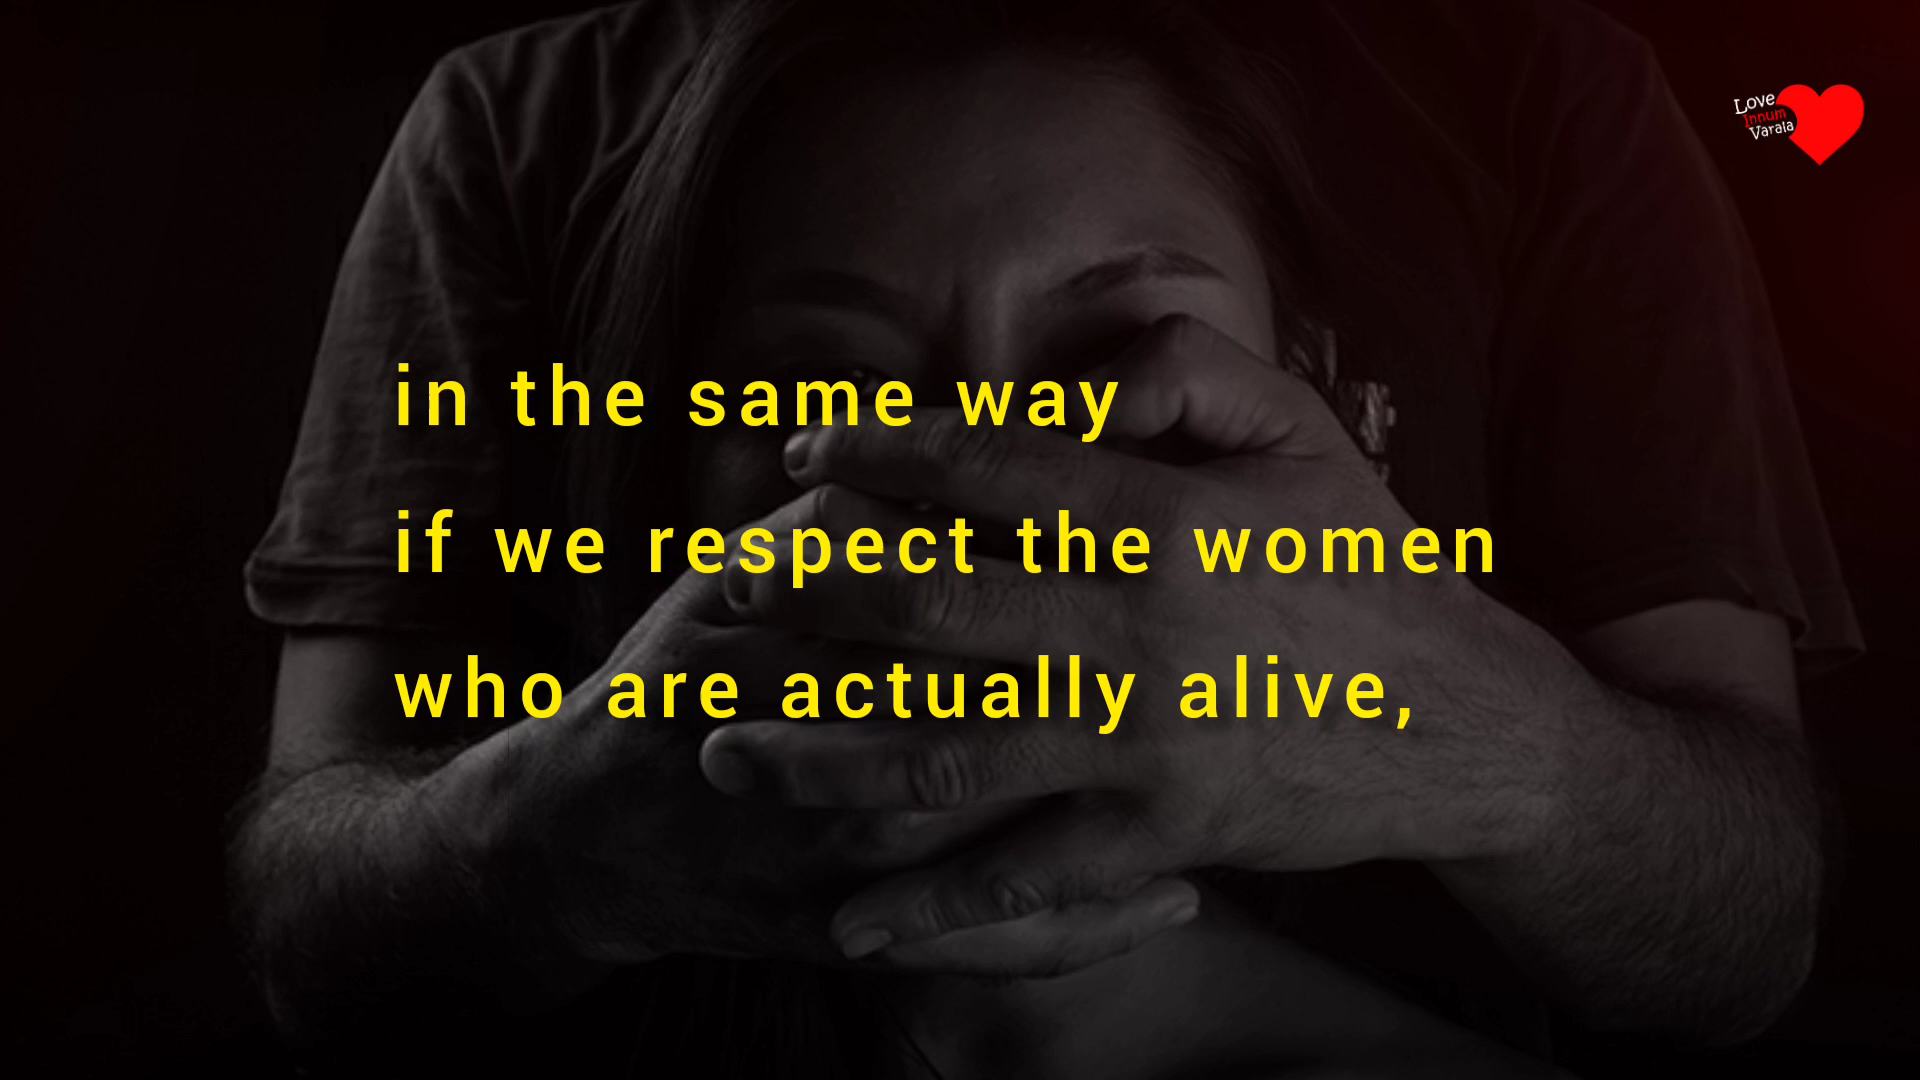 Love
Innum
Varala
in the same way
if we respect the women
who are actually alive,